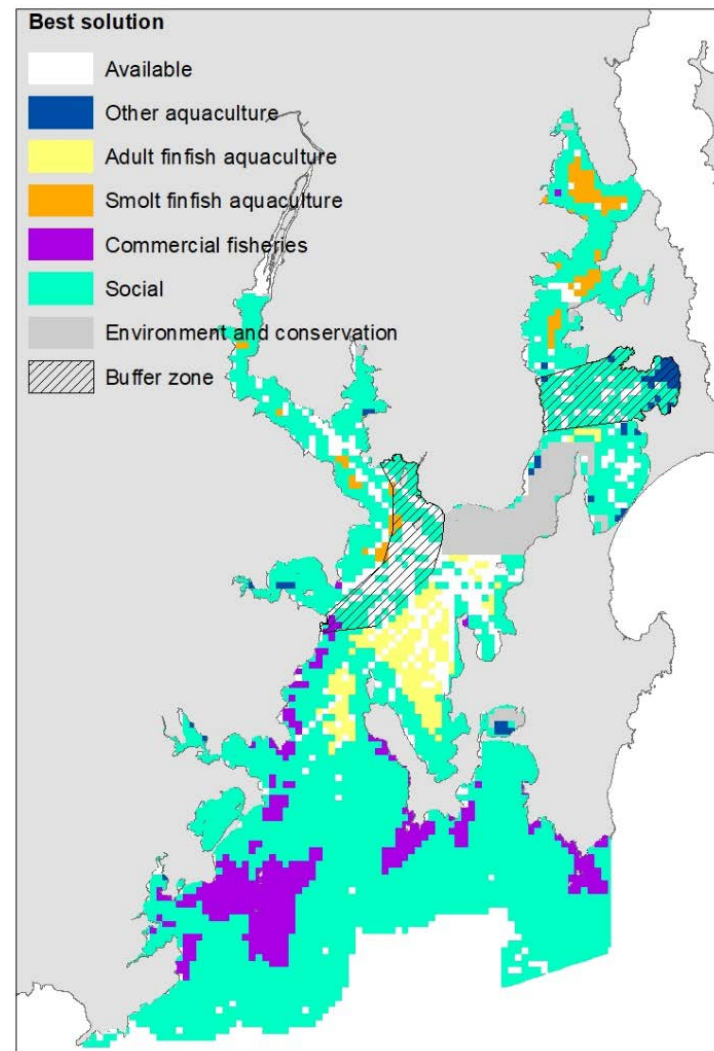 Best solution
Available
Other aquaculture
Adult finfish aquaculture
Smolt finfish aquaculture
Commercial fisheries
Social
Environment and conservation
Buffer zone